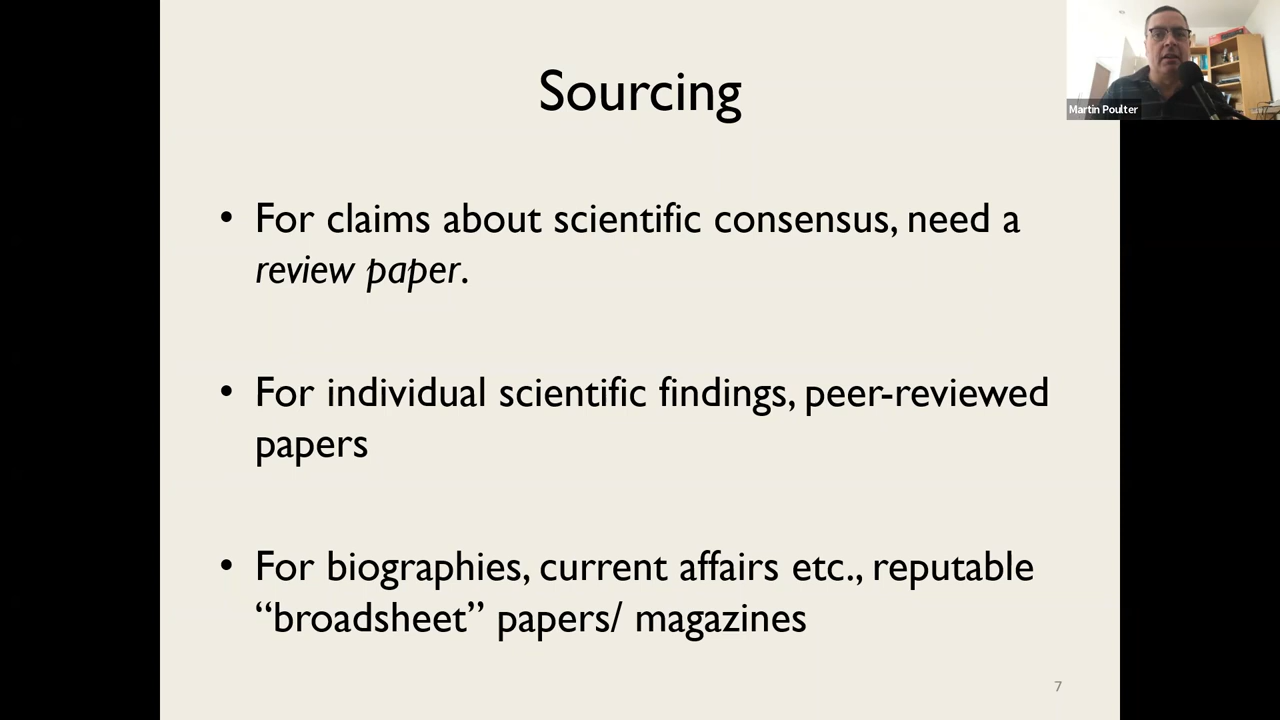 Sourcing
Martin Poulter
• For claims about scientific consensus, need a
review paper.
• For individual scientific findings, peer-reviewed
papers
• For biographies, current affairs etc., reputable
“broadsheet” papers/ magazines
7